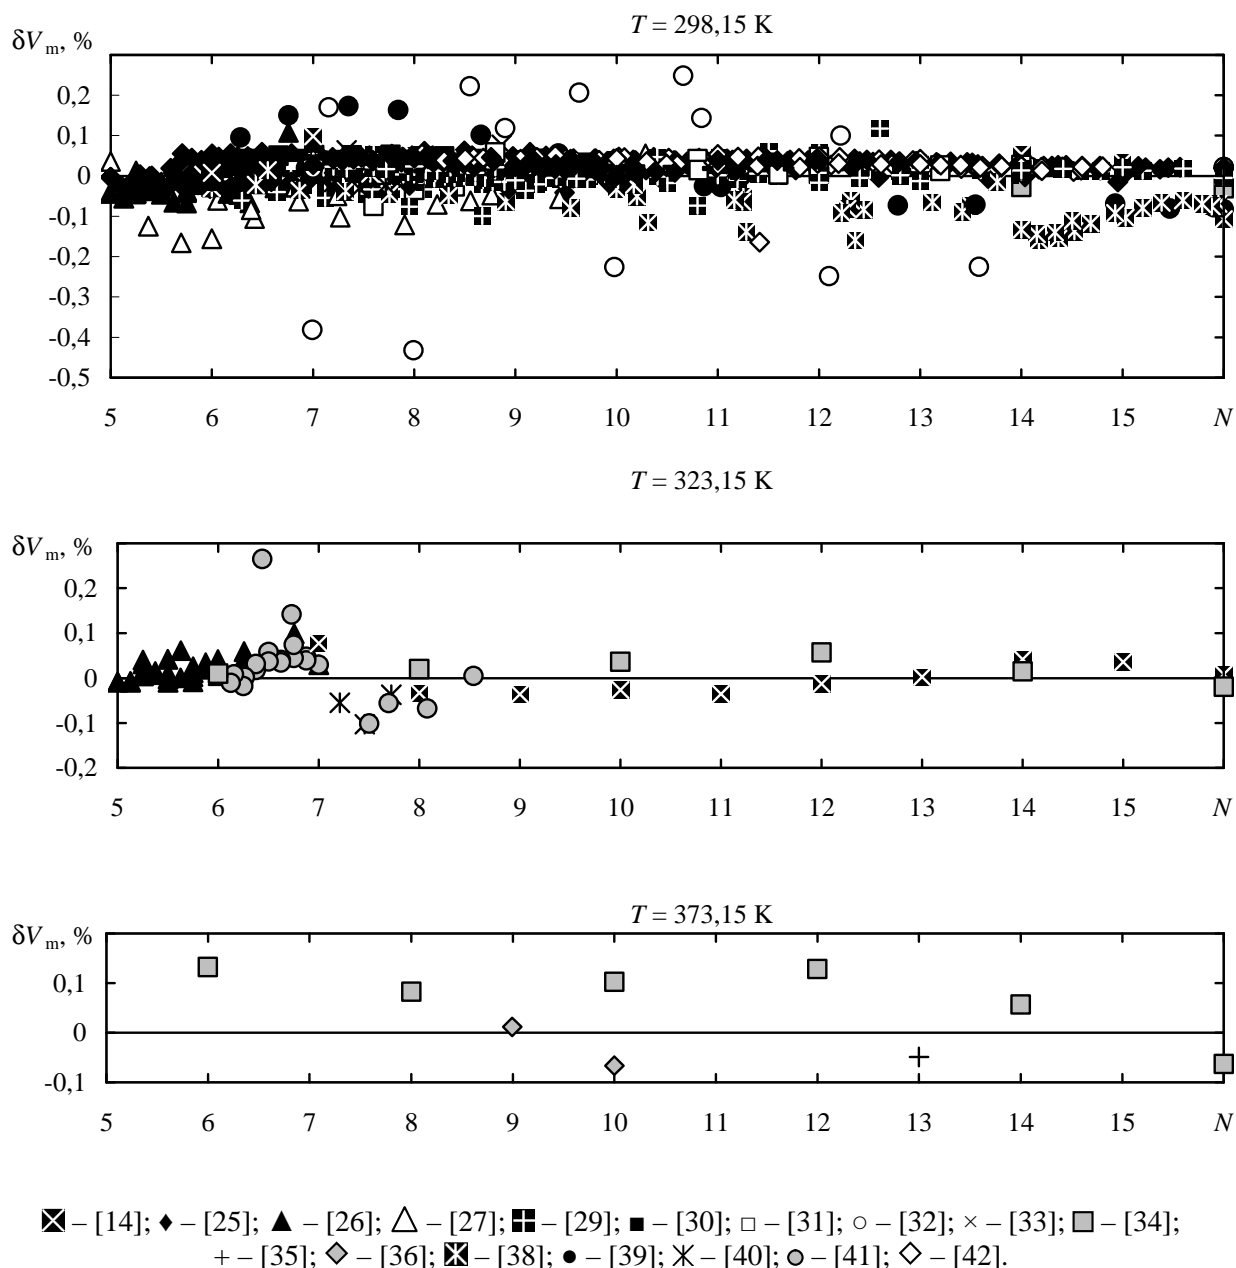 T = 298,15 K
δVm, %
0,2
0,1
0
-0,1
-0,2
-0,3
-0,4
-0,5
5 6 7 8 9 10 11 12 13 14 15 N
T = 323,15 K
δVm, %
0,2
0,1
0
-0,1
-0,2
5 6 7 8 9 10 11 12 13 14 15 N
T = 373,15 K
δVm, %
0,1
0
-0,1
5 6 7 8 9 10 11 12 13 14 15 N
– [14]; – [25]; – [26]; – [27]; – [29]; – [30]; – [31]; – [32]; – [33]; – [34];
– [35]; – [36]; – [38]; – [39]; – [40]; – [41]; – [42].